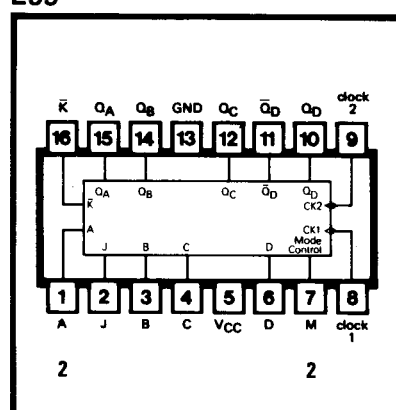 clock
K̅ QA QB GND QC Q̅D QD 2
16 15 14 13 12 11 10 9
QA QB QC Q̅D QD
K̅ CK2
A CK1
Mode
J B C D Control
1 2 3 4 5 6 7 8
A J B C VCC D M clock
1
2 2